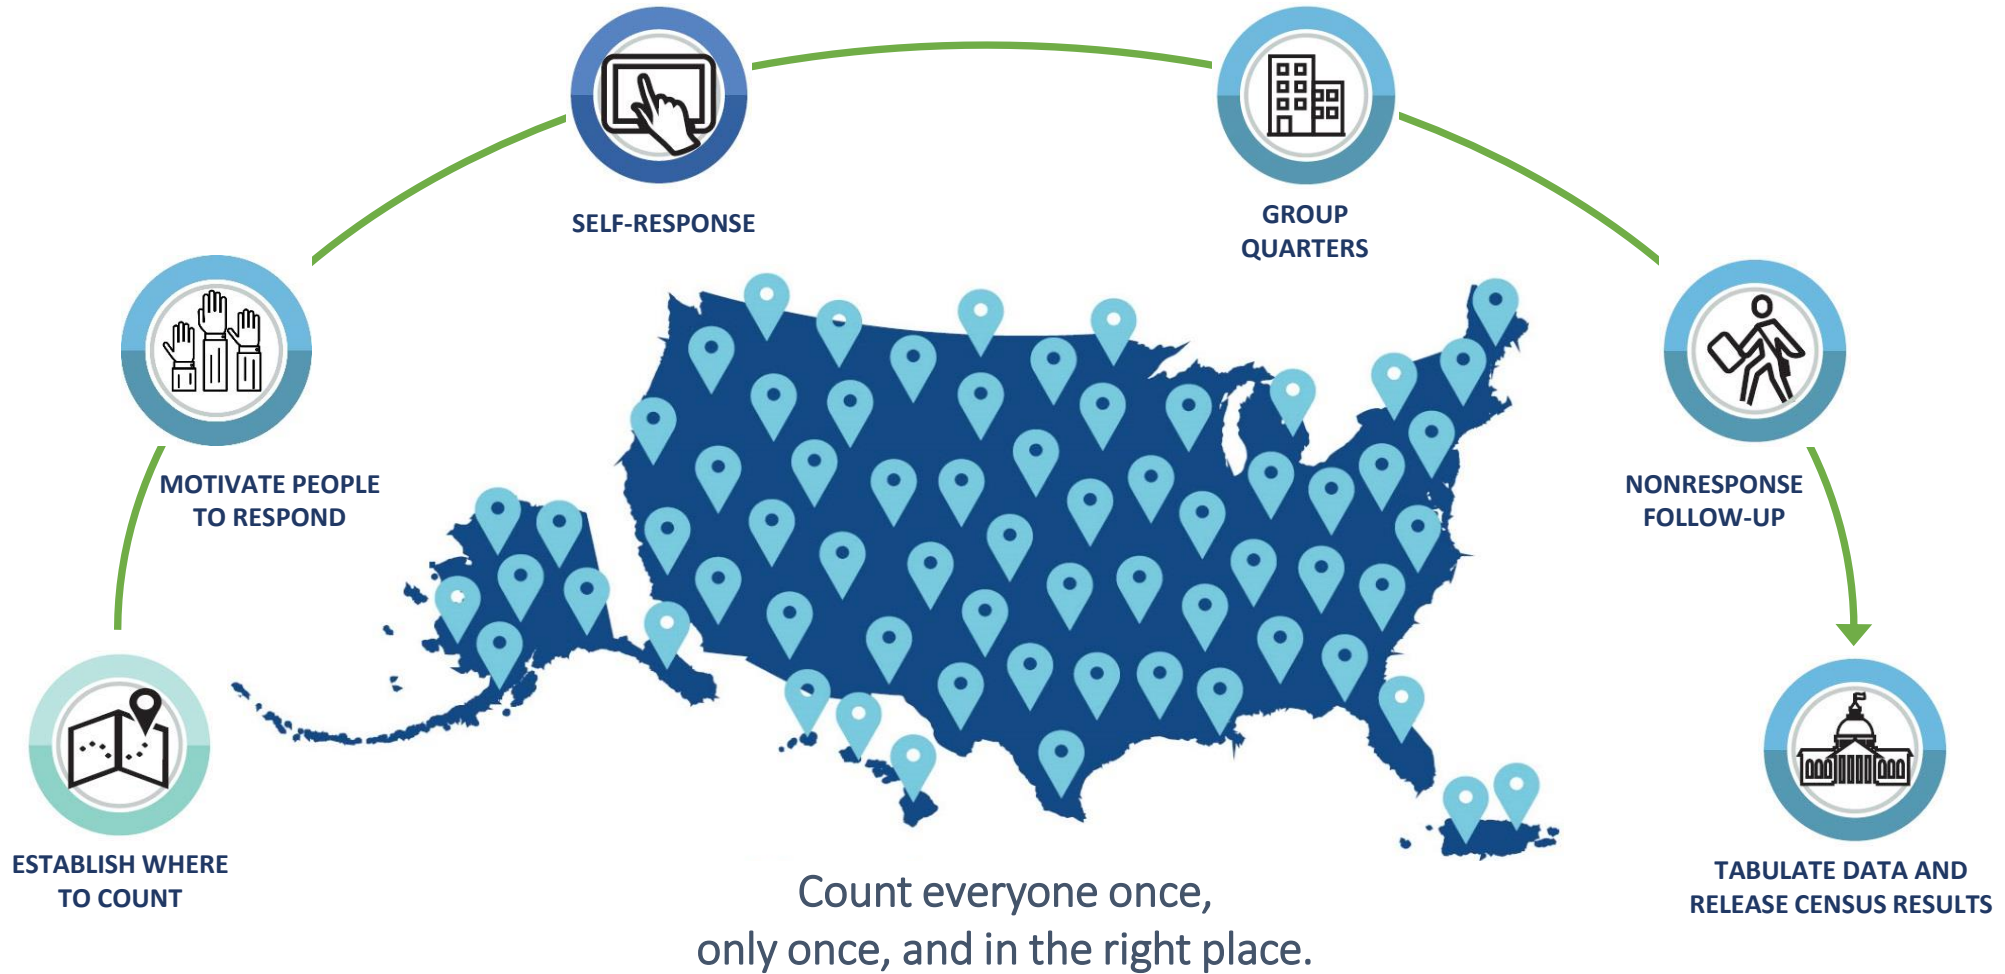 SELF-RESPONSE
GROUP
QUARTERS
MOTIVATE PEOPLE
TO RESPOND
NONRESPONSE
FOLLOW-UP
ESTABLISH WHERE
TO COUNT
TABULATE DATA AND
RELEASE CENSUS RESULTS
Count everyone once,
only once, and in the right place.